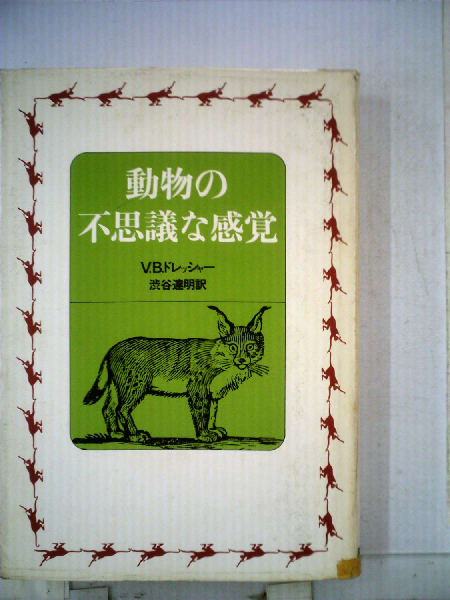 動物の
不思議な感覚
V.B.ドレッシャー
渋谷達明訳